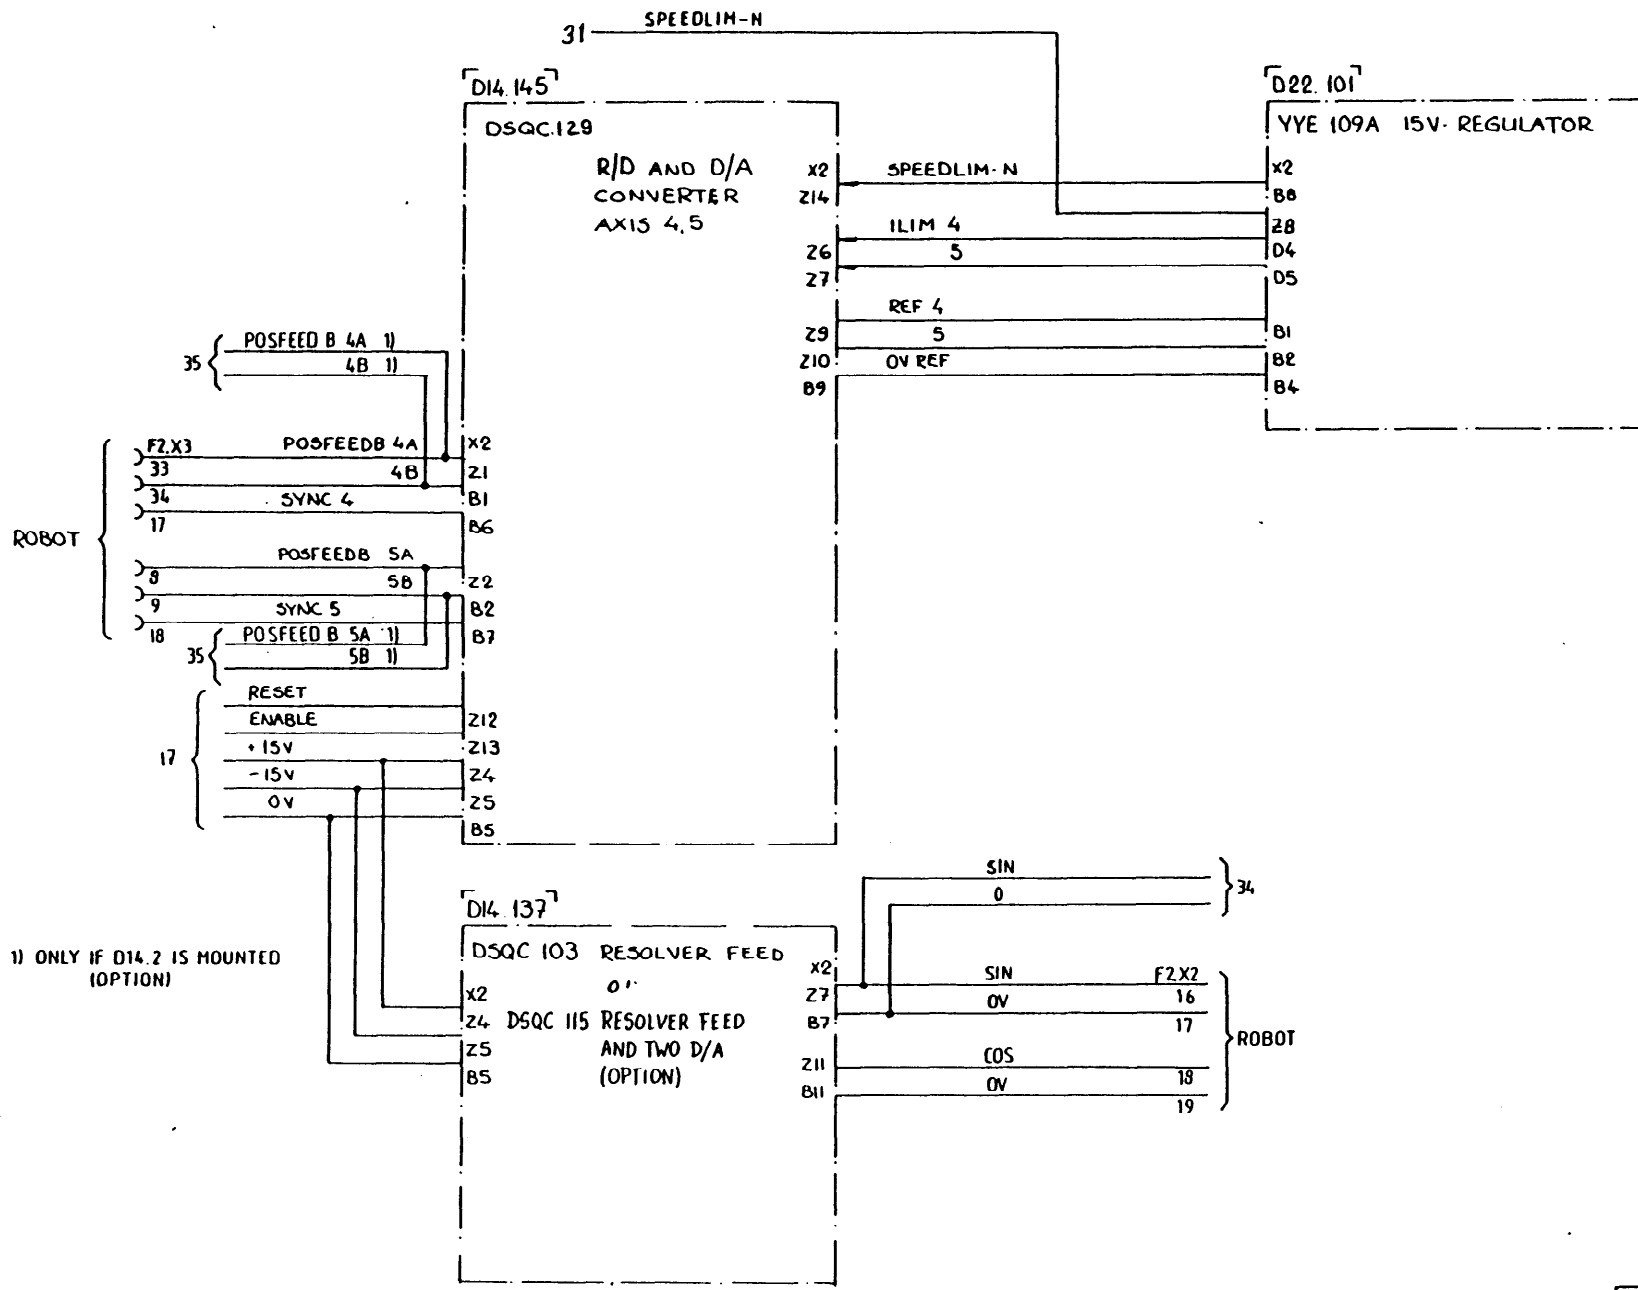 SPEEDLIM-N
31
D14.145
DSQC.129
R/D AND D/A
CONVERTER
AXIS 4,5
X2
Z14
Z6
Z7
Z9
Z10
B9
SPEEDLIM-N
ILIM 4
5
REF 4
5
0V REF
D22.101
YYE 109A 15V. REGULATOR
X2
B8
Z8
D4
D5
B1
B2
B4
35
POSFEED B 4A 1)
4B 1)
ROBOT
F2.X3
POSFEEDB 4A
X2
33
4B
Z1
34
SYNC 4
B1
17
B6
POSFEEDB 5A
8
5B
Z2
9
SYNC 5
B2
18
B7
35
POSFEED B 5A 1)
5B 1)
17
RESET
ENABLE
Z12
+15V
Z13
-15V
Z4
0V
Z5
B5
D14.137
DSQC 103 RESOLVER FEED
or
DSQC 115 RESOLVER FEED
AND TWO D/A
(OPTION)
X2
Z4
Z5
B5
X2
Z7
B7
Z11
B11
SIN
0
34
SIN
F2.X2
0V
16
17
COS
0V
18
19
ROBOT
1) ONLY IF D14.2 IS MOUNTED
(OPTION)